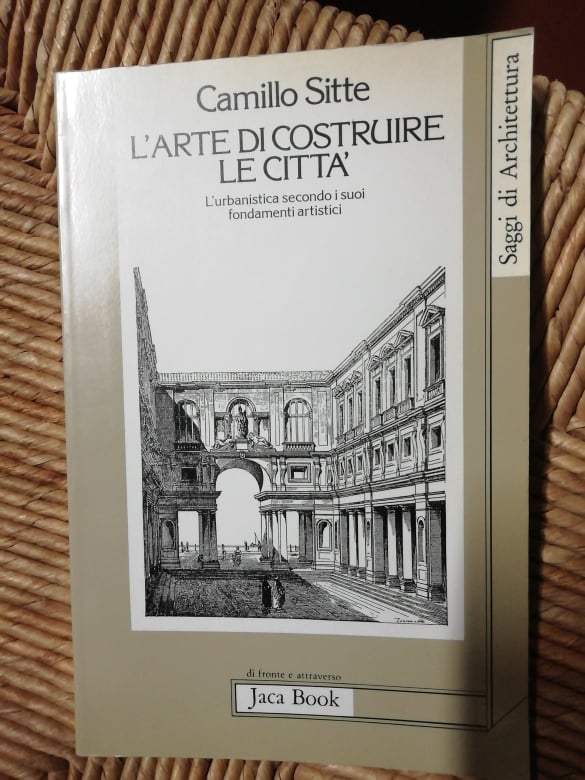 Camillo Sitte
L'ARTE DI COSTRUIRE
LE CITTA'
L'urbanistica secondo i suoi
fondamenti artistici
Saggi di Architettura
di fronte e attraverso
Jaca Book